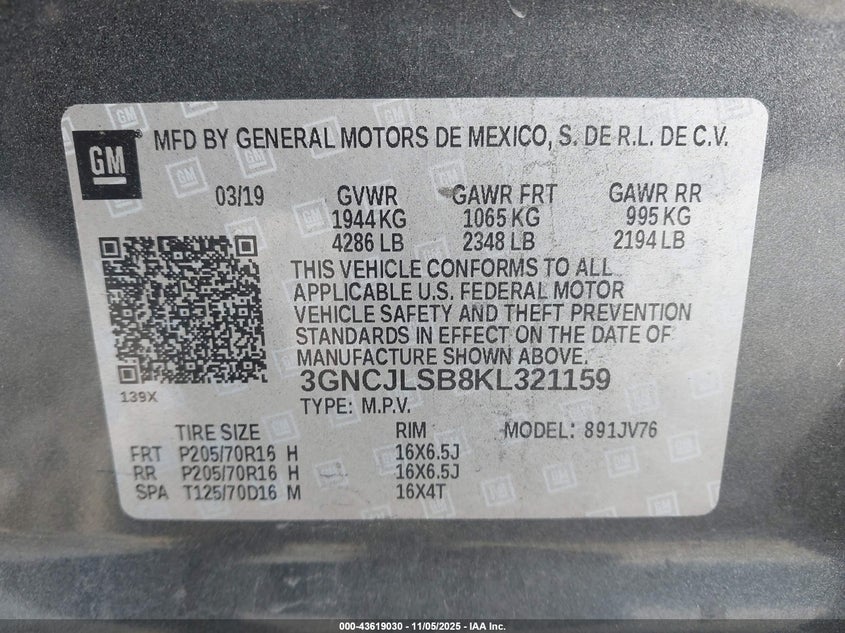 GM
MFD BY GENERAL MOTORS DE MEXICO, S. DE R.L. DE C.V.
03/19 GVWR GAWR FRT GAWR RR
1944 KG 1065 KG 995 KG
4286 LB 2348 LB 2194 LB
THIS VEHICLE CONFORMS TO ALL
APPLICABLE U.S. FEDERAL MOTOR
VEHICLE SAFETY AND THEFT PREVENTION
STANDARDS IN EFFECT ON THE DATE OF
MANUFACTURE SHOWN ABOVE.
139X
3GNCJLSB8KL321159
TYPE: M.P.V.
TIRE SIZE RIM MODEL: 891JV76
FRT P205/70R16 H 16X6.5J
RR P205/70R16 H 16X6.5J
SPA T125/70D16 M 16X4T
000-43619030 - 11/05/2025 - IAA Inc.